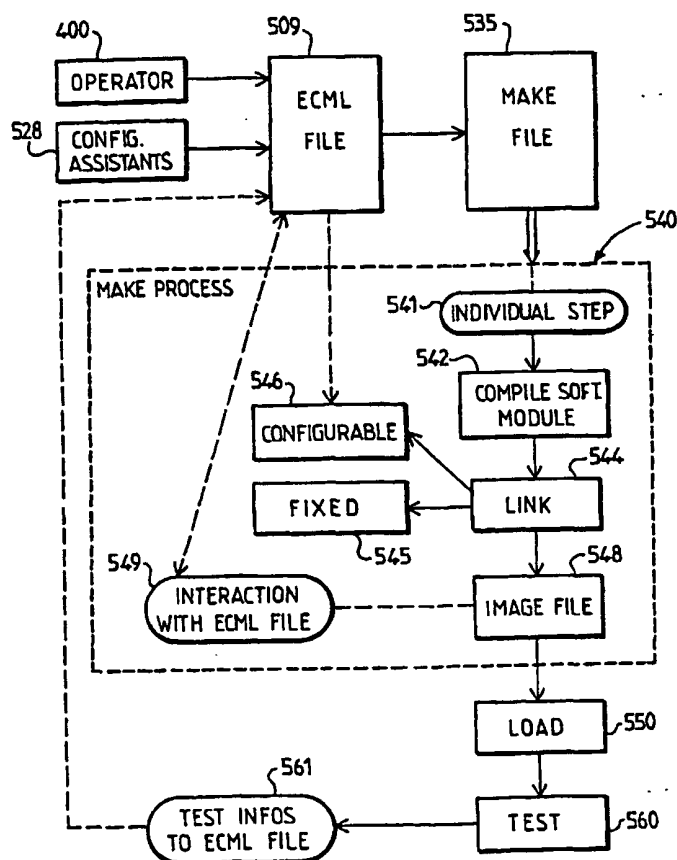 400
509
535
OPERATOR
ECML
FILE
MAKE
FILE
528
CONFIG.
ASSISTANTS
540
MAKE PROCESS
541
INDIVIDUAL STEP
542
COMPILE SOFT.
MODULE
546
CONFIGURABLE
544
LINK
FIXED
545
548
IMAGE FILE
549
INTERACTION
WITH ECML FILE
LOAD
550
561
TEST INFOS
TO ECML FILE
TEST
560